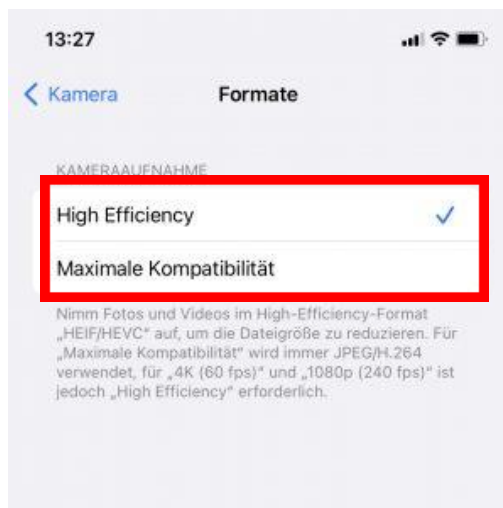 13:27
Kamera Formate
KAMERAAUFNAHME
High Efficiency
Maximale Kompatibilität
Nimm Fotos und Videos im High-Efficiency-Format
„HEIF/HEVC“ auf, um die Dateigröße zu reduzieren. Für
„Maximale Kompatibilität“ wird immer JPEG/H.264
verwendet, für „4K (60 fps)“ und „1080p (240 fps)“ ist
jedoch „High Efficiency“ erforderlich.